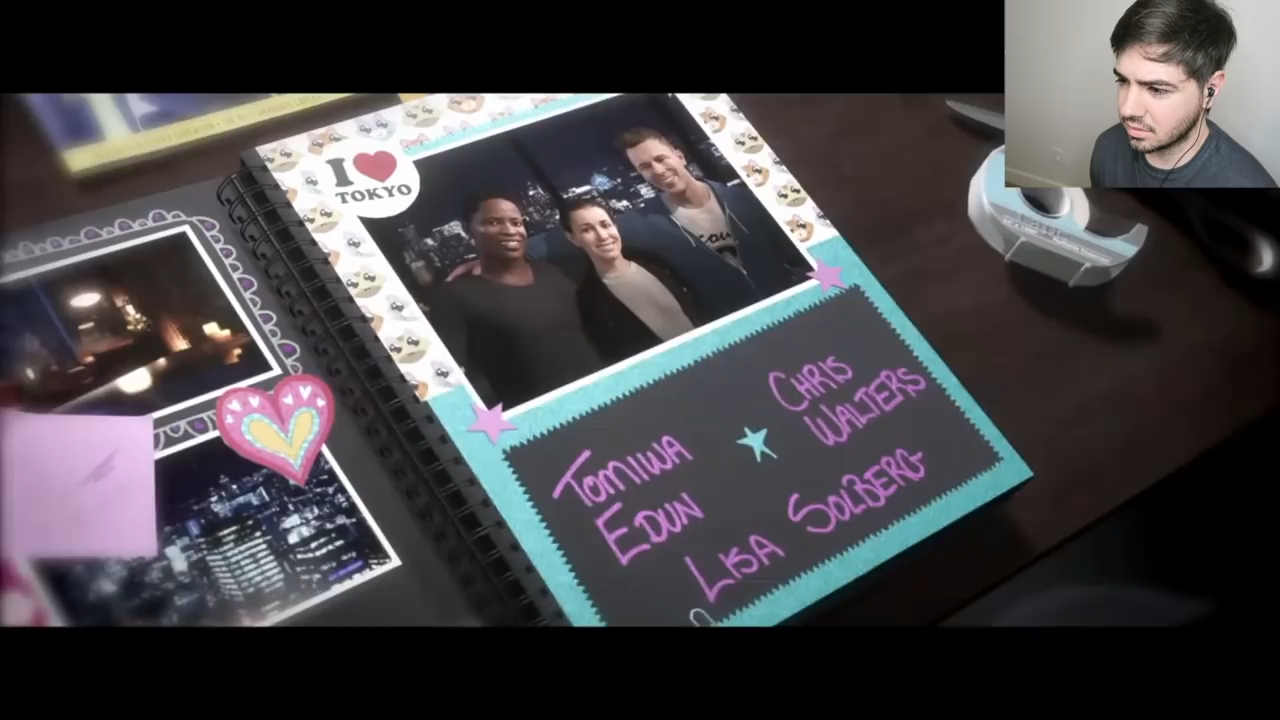 I ♥
TOKYO
TOMIWA
EDUN
CHRIS
WALTERS
LISA SOLBERG